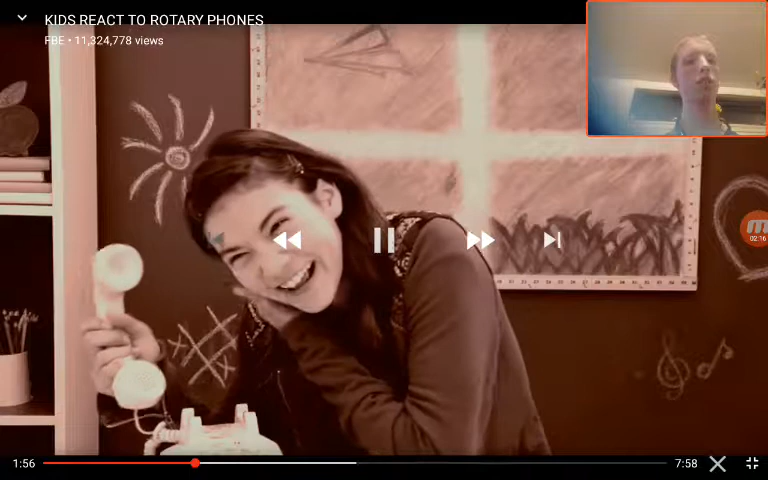 KIDS REACT TO ROTARY PHONES
FBE • 11,324,778 views
02:16
1:56
7:58